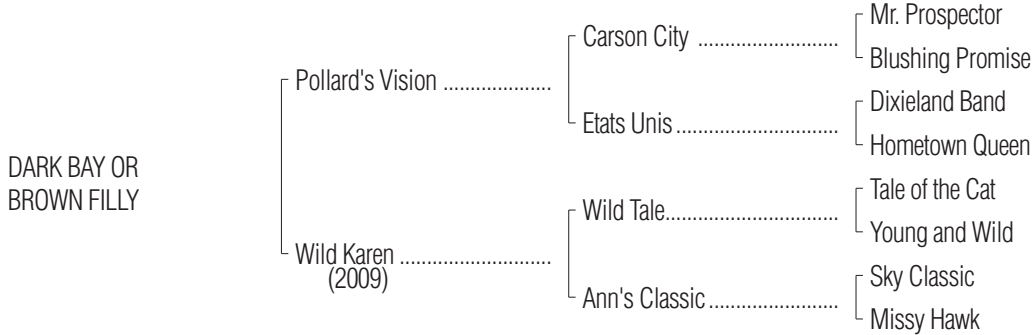 Mr. Prospector
Carson City ........................
Blushing Promise
Pollard's Vision ...................
Dixieland Band
Etats Unis ...........................
Hometown Queen
DARK BAY OR
BROWN FILLY
Tale of the Cat
Wild Tale.............................
Young and Wild
Wild Karen ..........................
(2009)
Sky Classic
Ann's Classic ......................
Missy Hawk